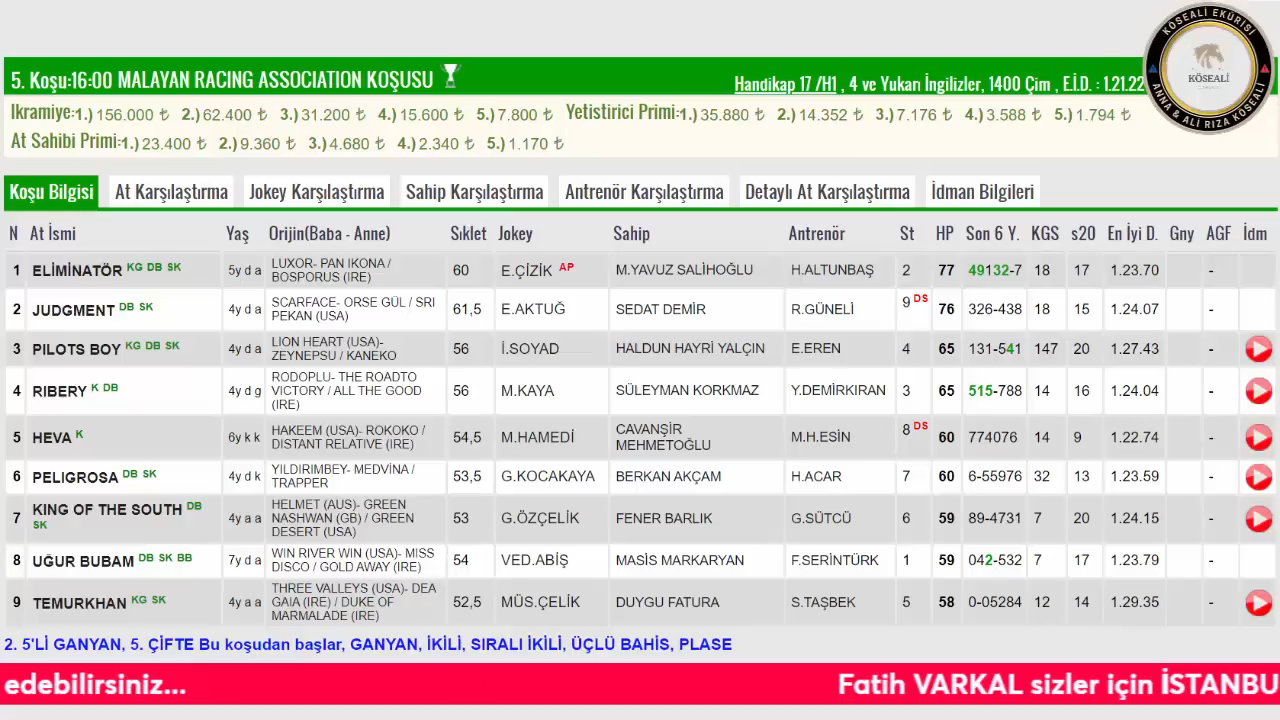 KÖSEALİ EKÜRİSİ
KÖSEALİ
ANNA & ALİ RIZA KÖSEALİ
5. Koşu:16:00 MALAYAN RACING ASSOCIATION KOŞUSU
Handikap 17 /H1 , 4 ve Yukarı İngilizler, 1400 Çim , E.İ.D. : 1.21.22
Ikramiye:1.) 156.000 ₺ 2.) 62.400 ₺ 3.) 31.200 ₺ 4.) 15.600 ₺ 5.) 7.800 ₺ Yetistirici Primi:1.) 35.880 ₺ 2.) 14.352 ₺ 3.) 7.176 ₺ 4.) 3.588 ₺ 5.) 1.794 ₺
At Sahibi Primi:1.) 23.400 ₺ 2.) 9.360 ₺ 3.) 4.680 ₺ 4.) 2.340 ₺ 5.) 1.170 ₺
Koşu Bilgisi At Karşılaştırma Jokey Karşılaştırma Sahip Karşılaştırma Antrenör Karşılaştırma Detaylı At Karşılaştırma İdman Bilgileri
N At İsmi Yaş Orijin(Baba - Anne) Sıklet Jokey Sahip Antrenör St HP Son 6 Y. KGS s20 En İyi D. Gny AGF İdm
1 ELİMİNATÖR KG DB SK 5y d a LUXOR- PAN IKONA / BOSPORUS (IRE) 60 E.ÇİZİK AP M.YAVUZ SALİHOĞLU H.ALTUNBAŞ 2 77 49132-7 18 17 1.23.70 -
2 JUDGMENT DB SK 4y d a SCARFACE- ORSE GÜL / SRI PEKAN (USA) 61,5 E.AKTUĞ SEDAT DEMİR R.GÜNELİ 9 DS 76 326-438 18 15 1.24.07 -
3 PILOTS BOY KG DB SK 4y d a LION HEART (USA)- ZEYNEPSU / KANEKO 56 İ.SOYAD HALDUN HAYRİ YALÇIN E.EREN 4 65 131-541 147 20 1.27.43 -
4 RIBERY K DB 4y d g RODOPLU- THE ROADTO VICTORY / ALL THE GOOD (IRE) 56 M.KAYA SÜLEYMAN KORKMAZ Y.DEMİRKIRAN 3 65 515-788 14 16 1.24.04 -
5 HEVA K 6y k k HAKEEM (USA)- ROKOKO / DISTANT RELATIVE (IRE) 54,5 M.HAMEDİ CAVANŞİR MEHMETOĞLU M.H.ESİN 8 DS 60 774076 14 9 1.22.74 -
6 PELIGROSA DB SK 4y d k YILDIRIMBEY- MEDVİNA / TRAPPER 53,5 G.KOCAKAYA BERKAN AKÇAM H.ACAR 7 60 6-55976 32 13 1.23.59 -
7 KING OF THE SOUTH DB SK 4y a a HELMET (AUS)- GREEN NASHWAN (GB) / GREEN DESERT (USA) 53 G.ÖZÇELİK FENER BARLIK G.SÜTCÜ 6 59 89-4731 7 20 1.24.15 -
8 UĞUR BUBAM DB SK BB 7y d a WIN RIVER WIN (USA)- MISS DISCO / GOLD AWAY (IRE) 54 VED.ABİŞ MASİS MARKARYAN F.SERİNTÜRK 1 59 042-532 7 17 1.23.79 -
9 TEMURKHAN KG SK 4y a a THREE VALLEYS (USA)- DEA GAIA (IRE) / DUKE OF MARMALADE (IRE) 52,5 MÜS.ÇELİK DUYGU FATURA S.TAŞBEK 5 58 0-05284 12 14 1.29.35 -
2. 5'Lİ GANYAN, 5. ÇİFTE Bu koşudan başlar, GANYAN, İKİLİ, SIRALI İKİLİ, ÜÇLÜ BAHİS, PLASE
edebilirsiniz... Fatih VARKAL sizler için İSTANBU